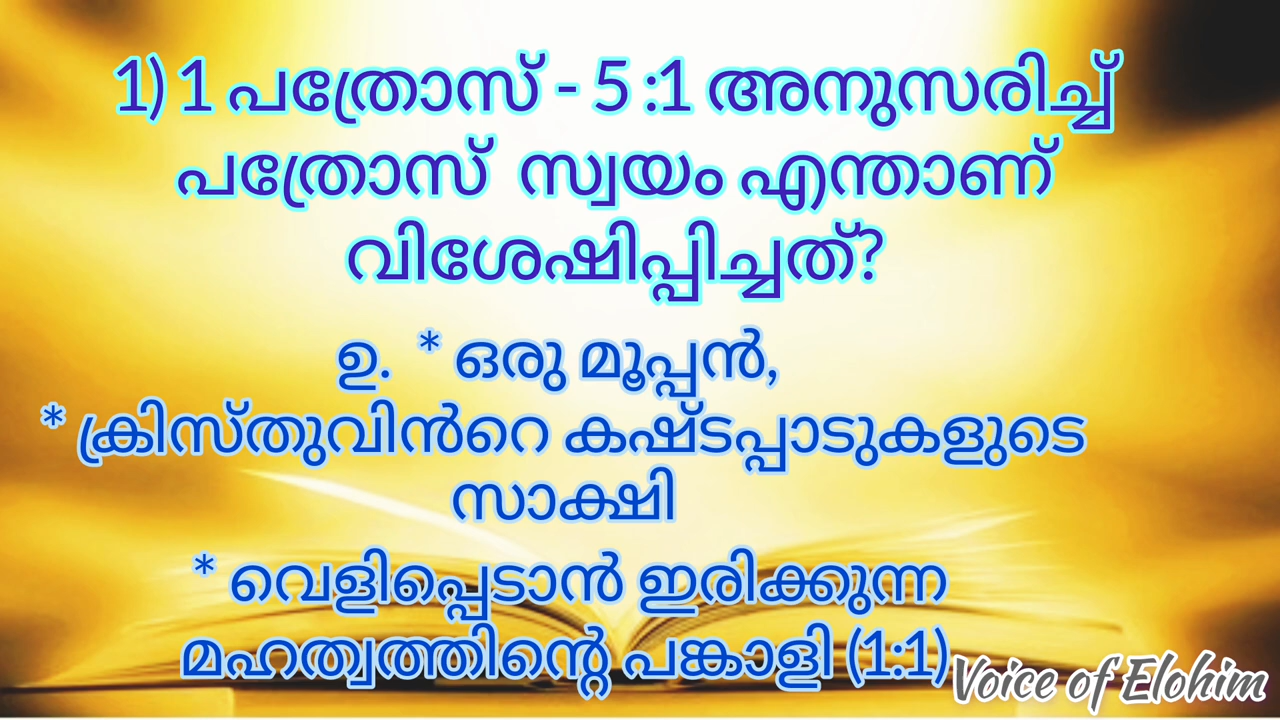 1) 1 പത്രോസ് - 5 :1 അനുസരിച്ച്
പത്രോസ് സ്വയം എന്താണ്
വിശേഷിപ്പിച്ചത്?
ഉ. * ഒരു മൂപ്പൻ,
* ക്രിസ്തുവിൻറെ കഷ്ടപ്പാടുകളുടെ
സാക്ഷി
* വെളിപ്പെടാൻ ഇരിക്കുന്ന
മഹത്വത്തിന്റെ പങ്കാളി (1:1)
Voice of Elohim